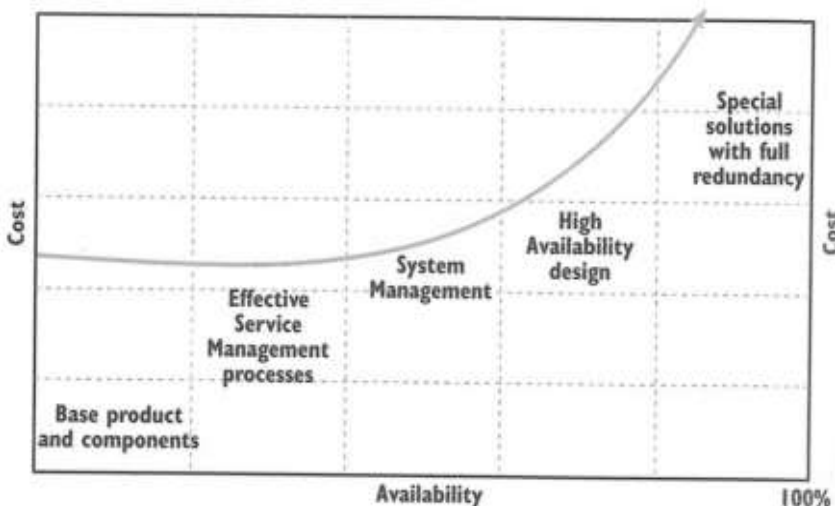 Special
solutions
with full
redundancy
High
Availability
design
System
Management
Effective
Service
Management
processes
Base product
and components
Cost
Cost
Availability
100%